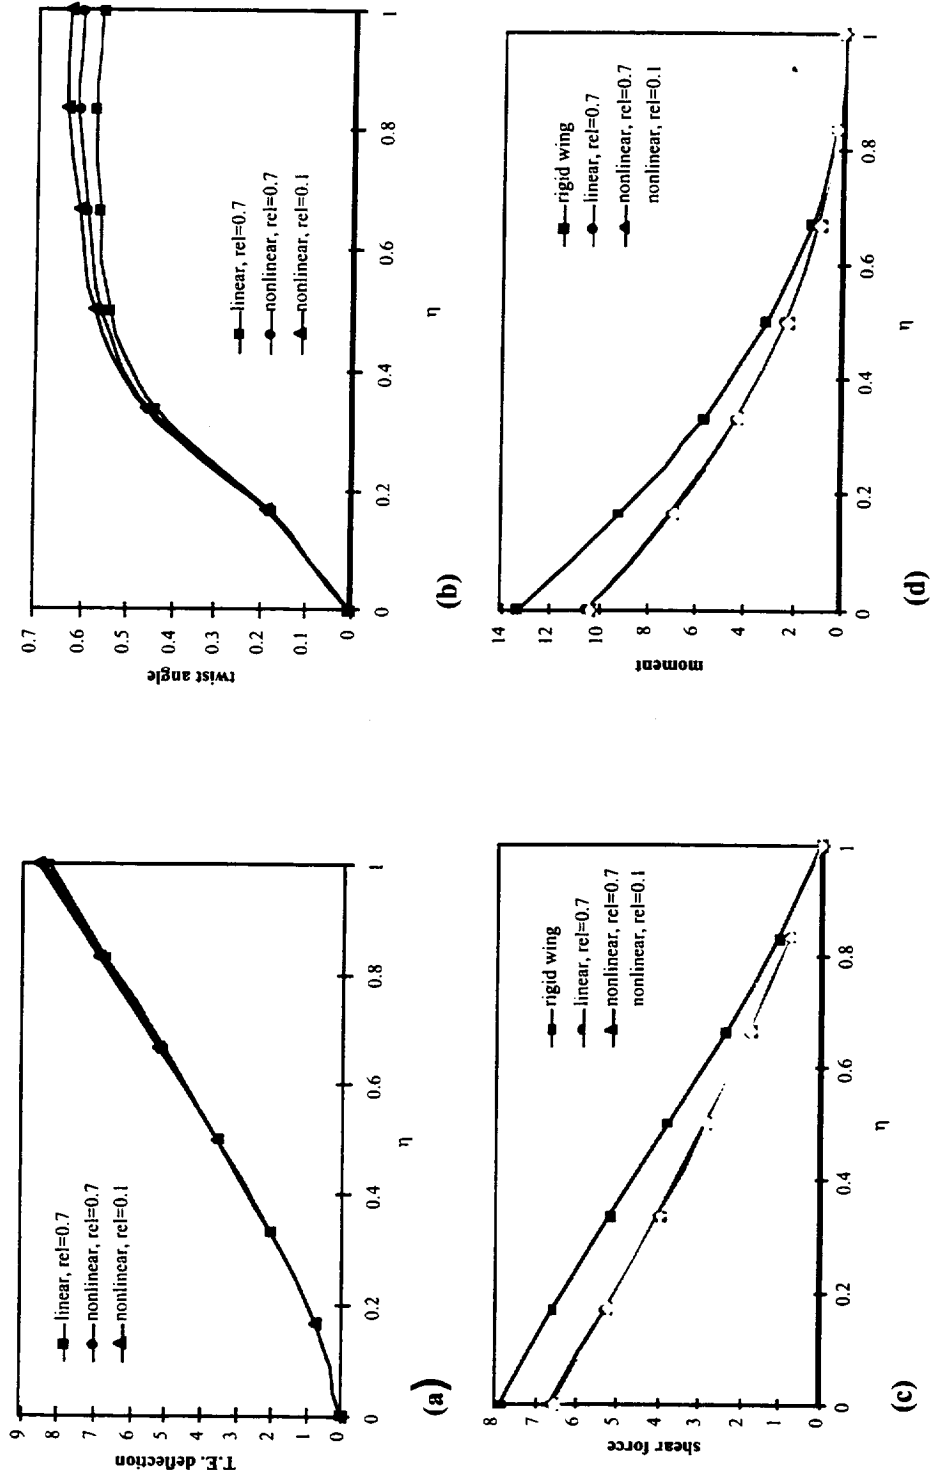 9
8
7
6
5
4
3
2
1
0
T.E. deflection
linear, rel=0.7
nonlinear, rel=0.7
nonlinear, rel=0.1
0
0.2
0.4
0.6
0.8
1
η
(a)
0.7
0.6
0.5
0.4
0.3
0.2
0.1
0
twist angle
linear, rel=0.7
nonlinear, rel=0.7
nonlinear, rel=0.1
0
0.2
0.4
0.6
0.8
1
η
(b)
8
7
6
5
4
3
2
1
0
shear force
rigid wing
linear, rel=0.7
nonlinear, rel=0.7
nonlinear, rel=0.1
0
0.2
0.4
0.6
0.8
1
η
(c)
14
12
10
8
6
4
2
0
moment
rigid wing
linear, rel=0.7
nonlinear, rel=0.7
nonlinear, rel=0.1
0
0.2
0.4
0.6
0.8
1
η
(d)